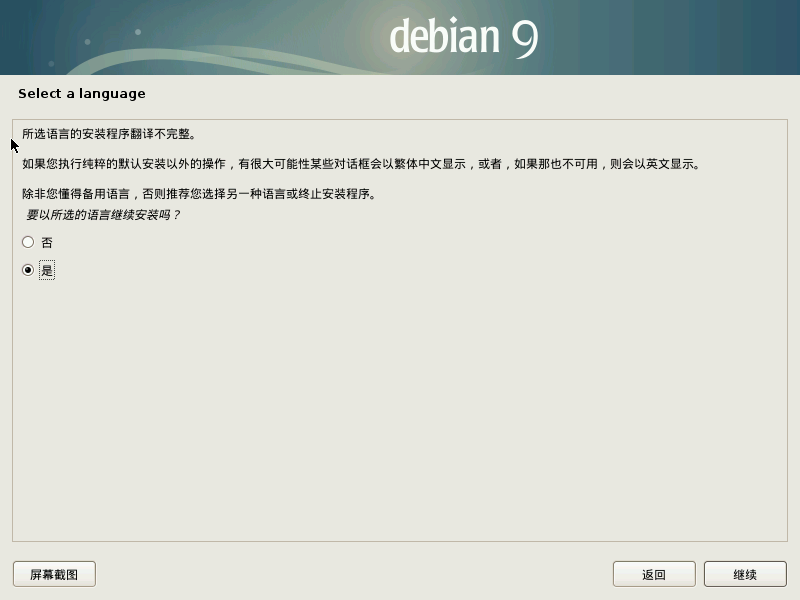 debian 9
Select a language
所选语言的安装程序翻译不完整。
如果您执行纯粹的默认安装以外的操作，有很大可能性某些对话框会以繁体中文显示，或者，如果那也不可用，则会以英文显示。
除非您懂得备用语言，否则推荐您选择另一种语言或终止安装程序。
要以所选的语言继续安装吗？
否
是
屏幕截图
返回
继续